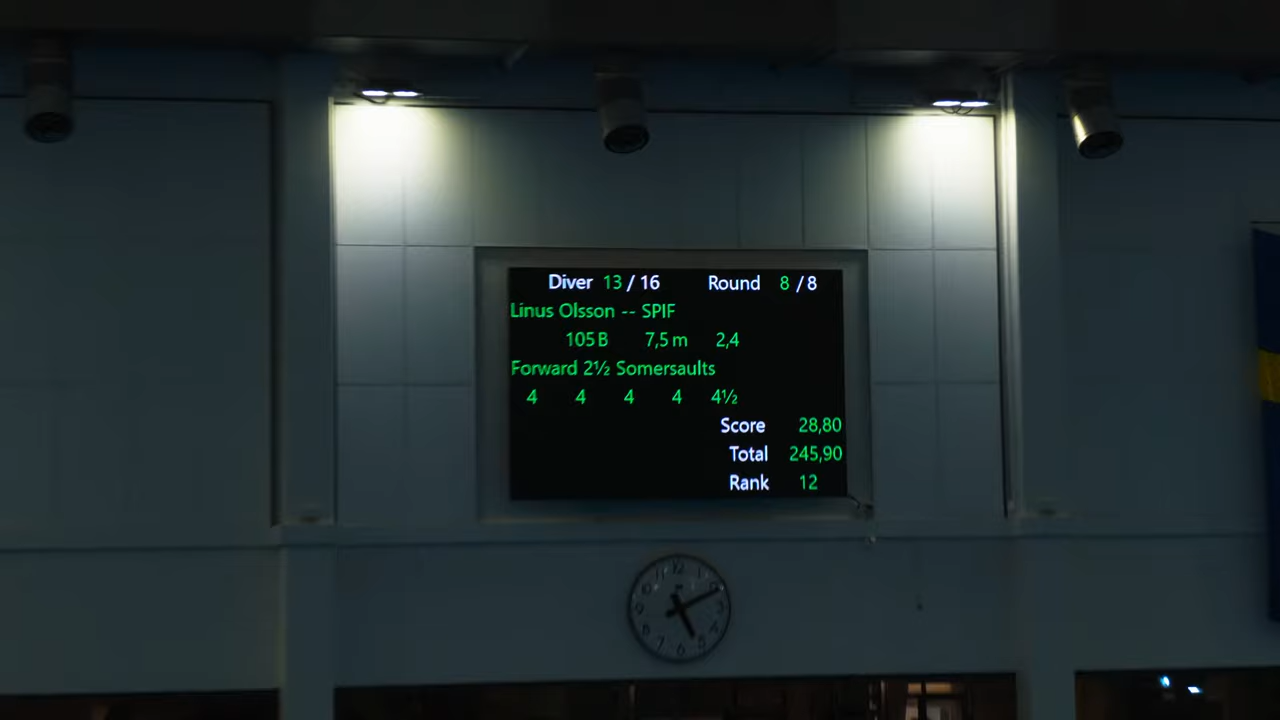 Diver 13 / 16 Round 8 / 8
Linus Olsson -- SPIF
105 B 7,5 m 2,4
Forward 2½ Somersaults
4 4 4 4 4½
Score 28,80
Total 245,90
Rank 12